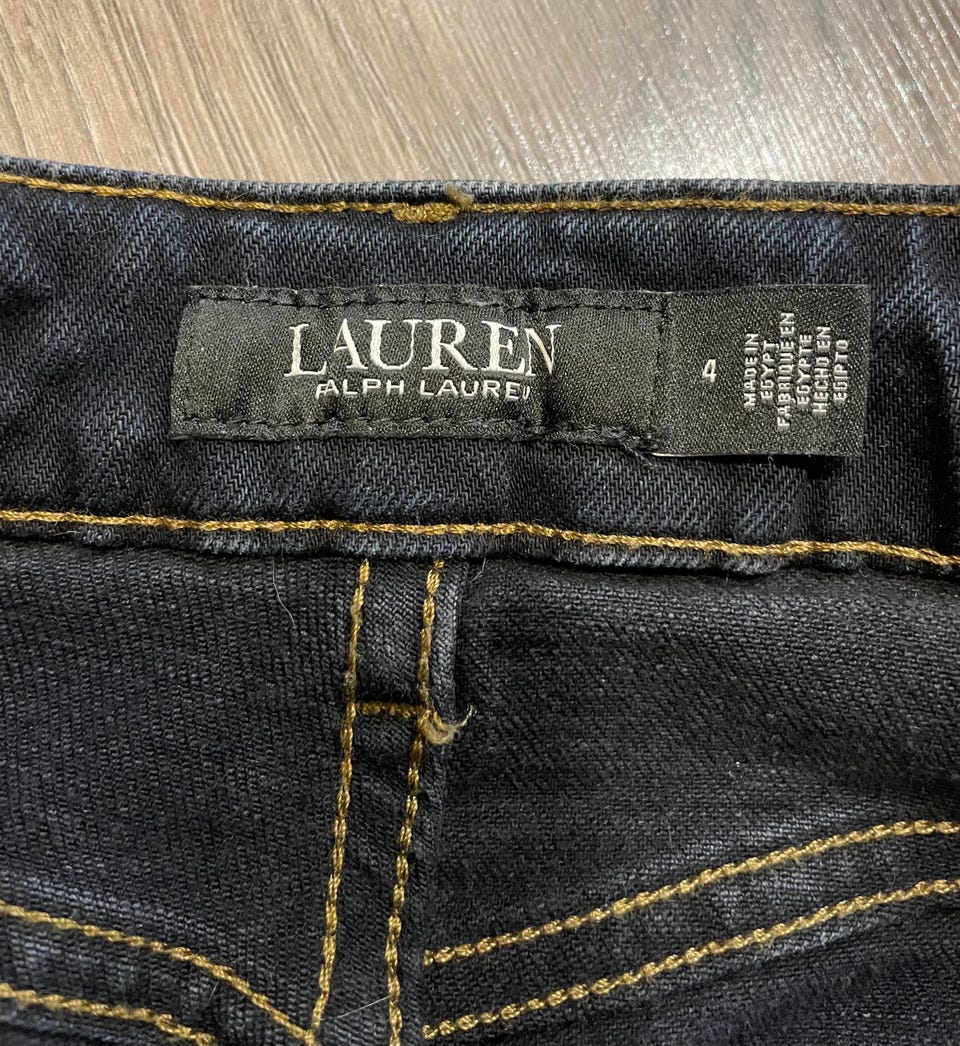 LAUREN
RALPH LAUREN
4
MADE IN
EGYPT
FABRIQUE EN
EGYPTE
HECHO EN
EGIPTO